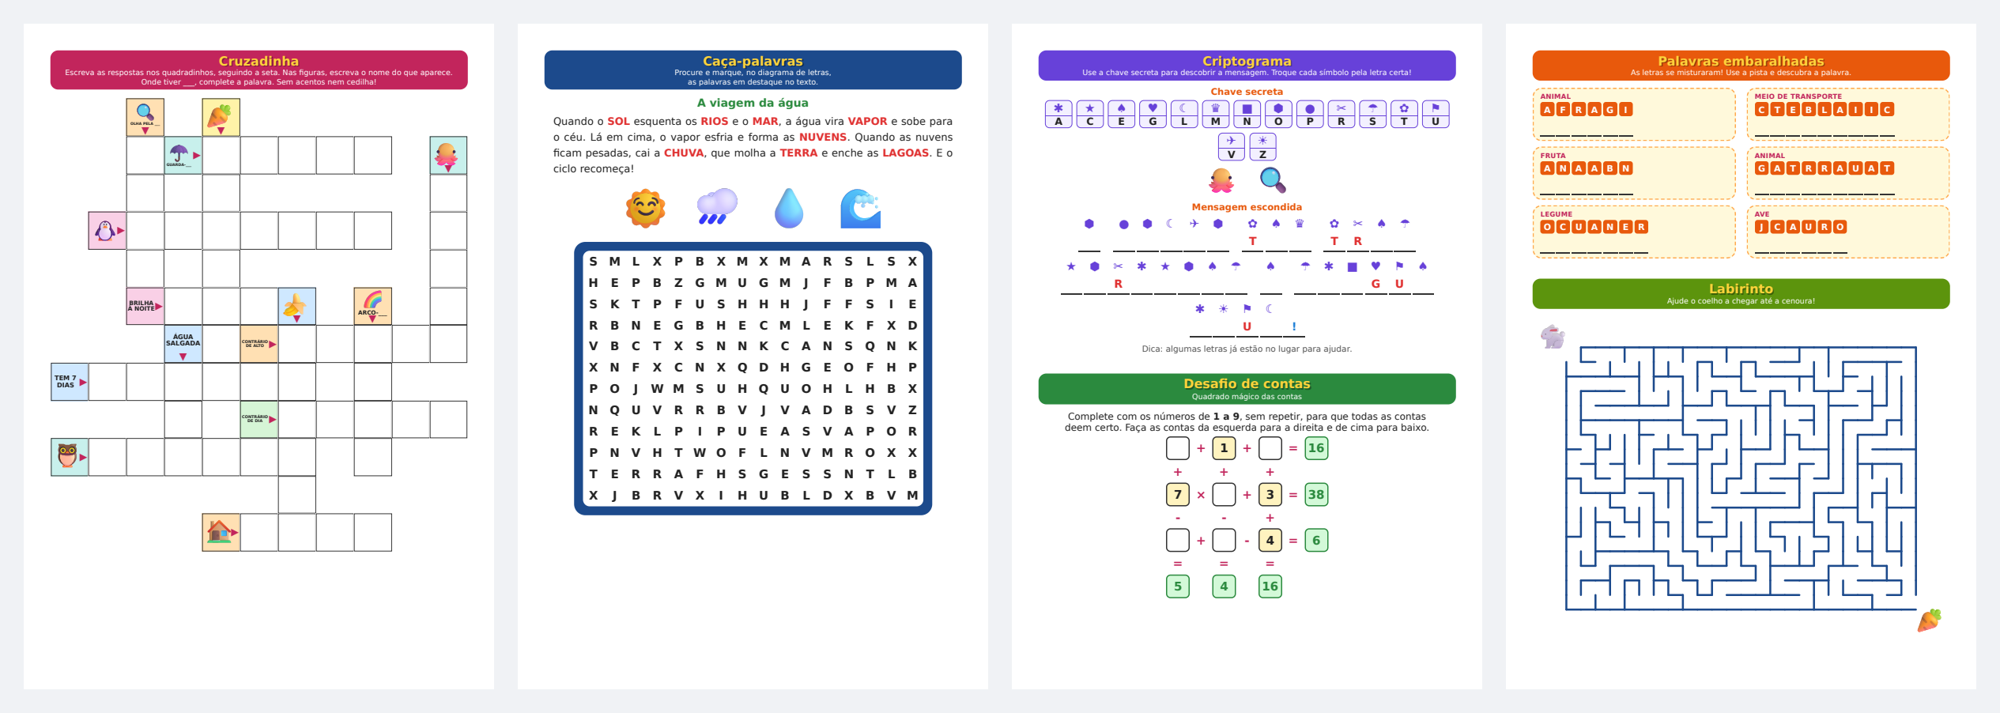 Cruzadinha
Escreva as respostas nos quadradinhos, seguindo a seta. Nas figuras, escreva o nome do que aparece.
Onde tiver ___, complete a palavra. Sem acentos nem cedilha!
OLHA PELA __
GUARDA-__
BRILHA
À NOITE
ARCO-__
ÁGUA
SALGADA
CONTRÁRIO
DE ALTO
TEM 7
DIAS
CONTRÁRIO
DE DIA
Caça-palavras
Procure e marque, no diagrama de letras,
as palavras em destaque no texto.
A viagem da água
Quando o SOL esquenta os RIOS e o MAR, a água vira VAPOR e sobe para
o céu. Lá em cima, o vapor esfria e forma as NUVENS. Quando as nuvens
ficam pesadas, cai a CHUVA, que molha a TERRA e enche as LAGOAS. E o
ciclo recomeça!
S M L X P B X M X M A R S L S X
H E P B Z G M U G M J F B P M A
S K T P F U S H H H J F F S I E
R B N E G B H E C M L E K F X D
V B C T X S N N K C A N S Q N K
X N F X C N X Q D H G E O F H P
P O J W M S U H Q U O H L H B X
N Q U V R R B V J V A D B S V Z
R E K L P I P U E A S V A P O R
P N V H T W O F L N V M R O X X
T E R R A F H S G E S S N T L B
X J B R V X I H U B L D X B V M
Criptograma
Use a chave secreta para descobrir a mensagem. Troque cada símbolo pela letra certa!
Chave secreta
✱ ★ ♠ ♥ ☾ ♛ ■ ⬢ ● ✂ ☂ ✿ ⚑
A C E G L M N O P R S T U
✈ ☀
V Z
Mensagem escondida
⬢ ● ⬢ ☾ ✈ ⬢ ✿ ♠ ♛ ✿ ✂ ♠ ☂
T T R
★ ⬢ ✂ ✱ ★ ⬢ ♠ ☂ ♠ ☂ ✱ ■ ♥ ⚑ ♠
R G U
✱ ☀ ⚑ ☾
U !
Dica: algumas letras já estão no lugar para ajudar.
Desafio de contas
Quadrado mágico das contas
Complete com os números de 1 a 9, sem repetir, para que todas as contas
deem certo. Faça as contas da esquerda para a direita e de cima para baixo.
+ 1 + = 16
+ + +
7 × + 3 = 38
- - +
+ - 4 = 6
= = =
5 4 16
Palavras embaralhadas
As letras se misturaram! Use a pista e descubra a palavra.
ANIMAL
A F R A G I
MEIO DE TRANSPORTE
C T E B L A I I C
FRUTA
A N A A B N
ANIMAL
G A T R R A U A T
LEGUME
O C U A N E R
AVE
J C A U R O
Labirinto
Ajude o coelho a chegar até a cenoura!